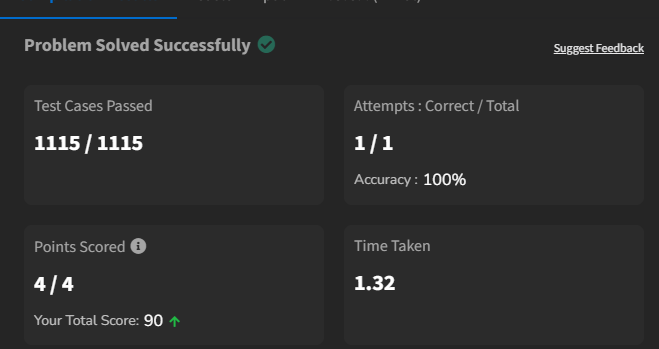 Problem Solved Successfully
Suggest Feedback
Test Cases Passed
1115 / 1115
Attempts : Correct / Total
1 / 1
Accuracy : 100%
Points Scored
4 / 4
Your Total Score: 90
Time Taken
1.32